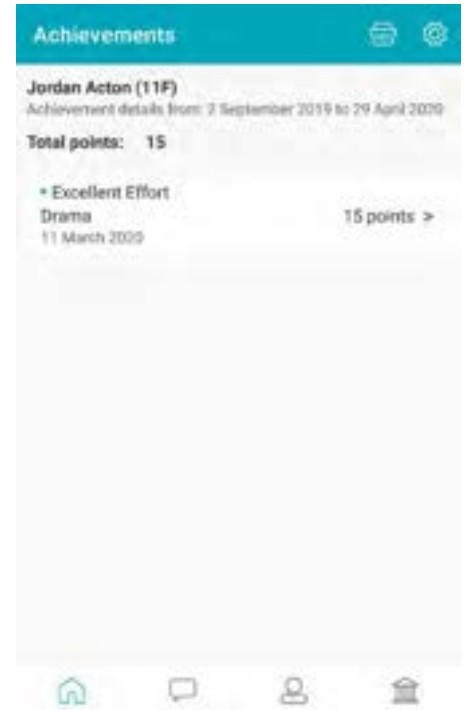 Achievements
Jordan Acton (11F)
Achievement details from: 2 September 2019 to 29 April 2020
Total points: 15
• Excellent Effort
Drama
15 points >
11 March 2020